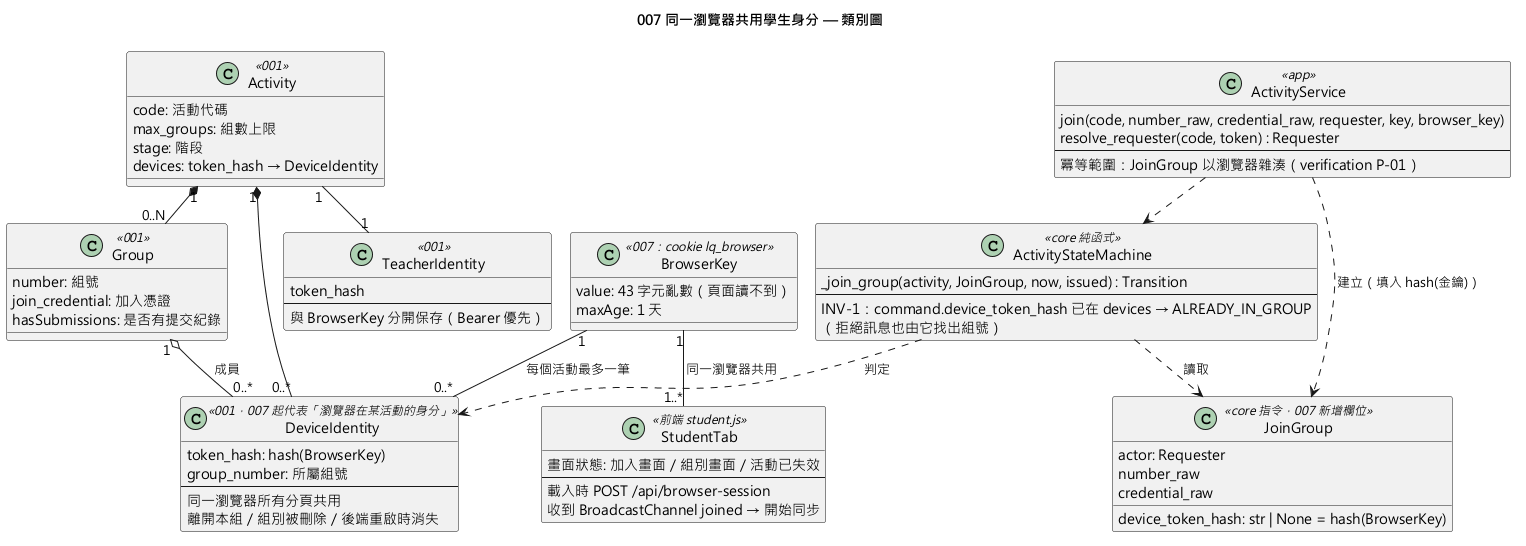 007 同一瀏覽器共用學生身分 — 類別圖
C
«001»
Activity
code: 活動代碼
max_groups: 組數上限
stage: 階段
devices: token_hash → DeviceIdentity
C
«app»
ActivityService
join(code, number_raw, credential_raw, requester, key, browser_key)
resolve_requester(code, token) : Requester
冪等範圍：JoinGroup 以瀏覽器雜湊（verification P-01）
1
1
1
0..N
1
C
«001»
Group
number: 組號
join_credential: 加入憑證
hasSubmissions: 是否有提交紀錄
C
«001»
TeacherIdentity
token_hash
與 BrowserKey 分開保存（Bearer 優先）
C
«007：cookie lq_browser»
BrowserKey
value: 43 字元亂數（頁面讀不到）
maxAge: 1 天
C
«core 純函式»
ActivityStateMachine
_join_group(activity, JoinGroup, now, issued) : Transition
INV-1：command.device_token_hash 已在 devices → ALREADY_IN_GROUP
（拒絕訊息也由它找出組號）
建立（填入 hash(金鑰)）
1
成員
0..*
0..*
1
每個活動最多一筆
0..*
1
同一瀏覽器共用
1..*
判定
讀取
C
«001．007 起代表「瀏覽器在某活動的身分」»
DeviceIdentity
token_hash: hash(BrowserKey)
group_number: 所屬組號
同一瀏覽器所有分頁共用
離開本組 / 組別被刪除 / 後端重啟時消失
C
«前端 student.js»
StudentTab
畫面狀態: 加入畫面 / 組別畫面 / 活動已失效
載入時 POST /api/browser-session
收到 BroadcastChannel joined → 開始同步
C
«core 指令．007 新增欄位»
JoinGroup
actor: Requester
number_raw
credential_raw
device_token_hash: str | None = hash(BrowserKey)